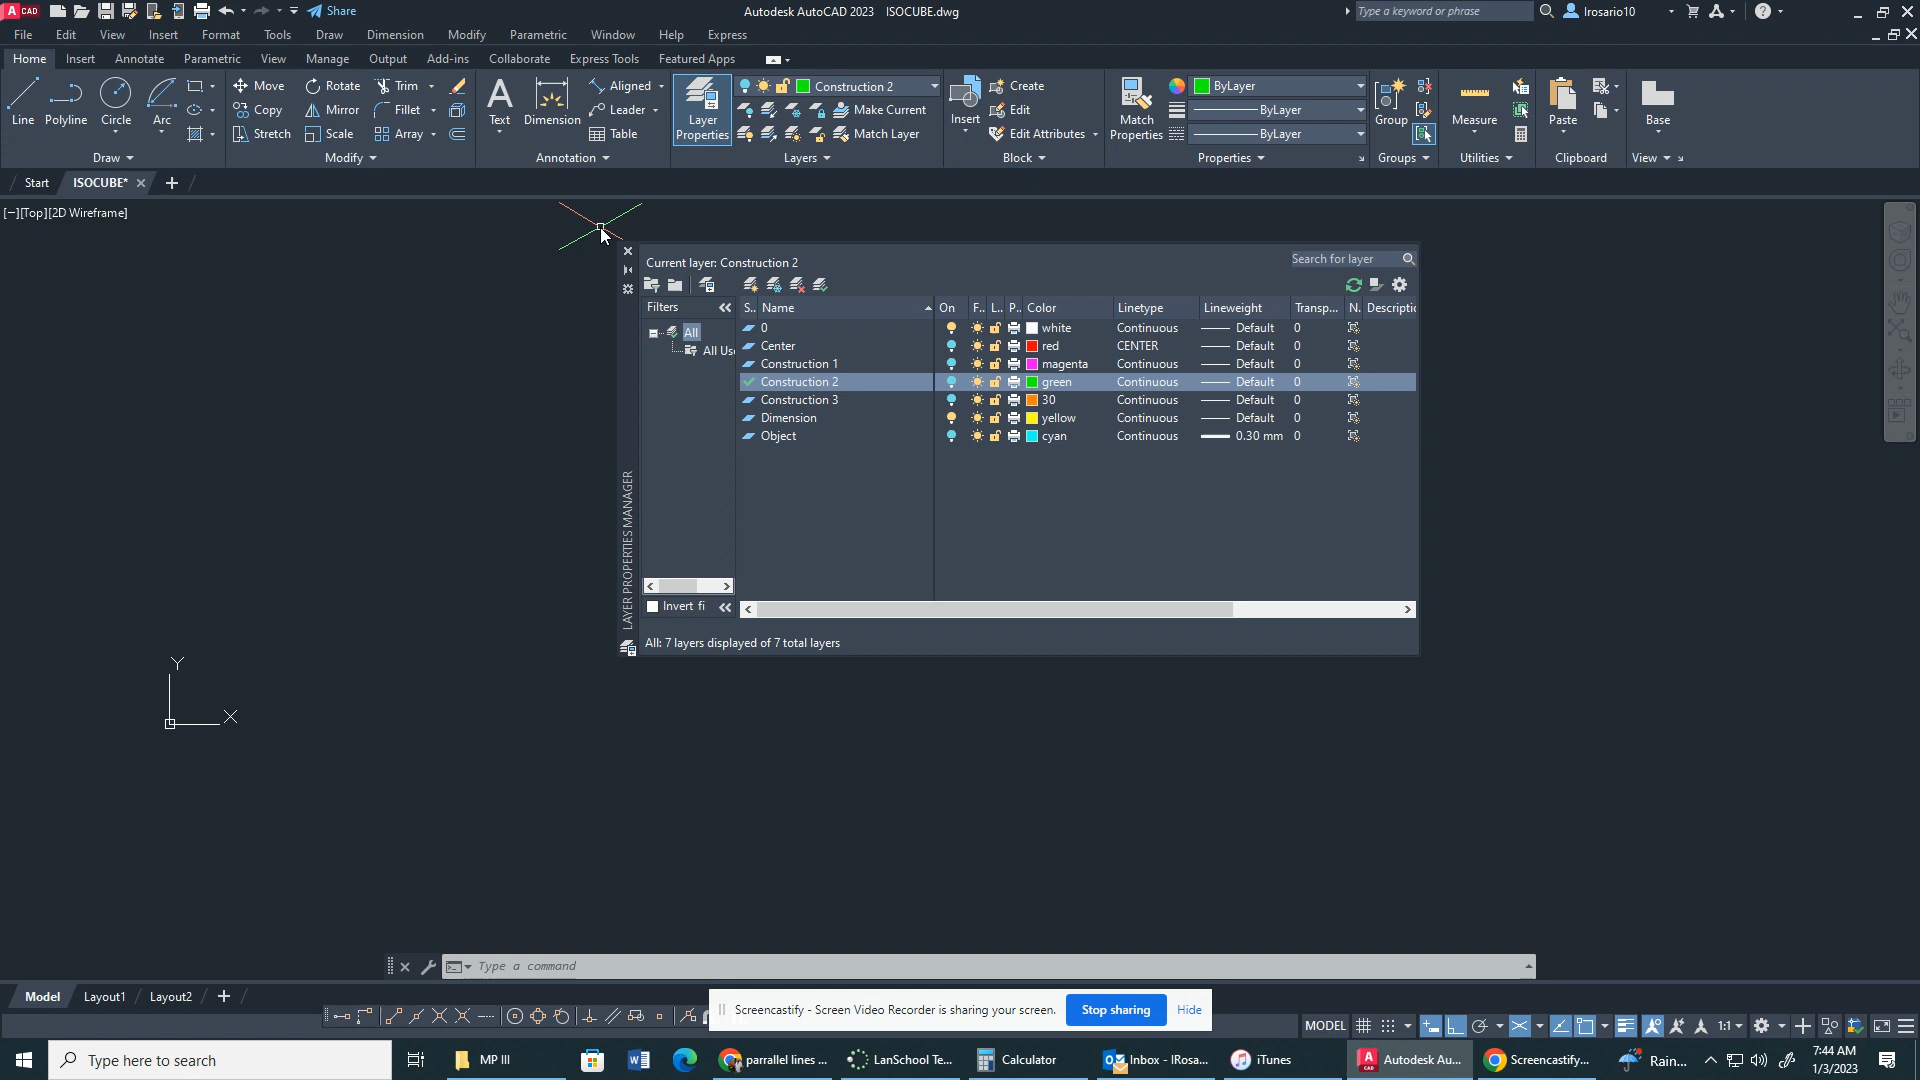 A CAD Share Autodesk AutoCAD 2023 ISOCUBE.dwg Type a keyword or phrase lrosario10
File Edit View Insert Format Tools Draw Dimension Modify Parametric Window Help Express
Home Insert Annotate Parametric View Manage Output Add-ins Collaborate Express Tools Featured Apps
Line Polyline Circle Arc
Draw
Move Rotate Trim
Copy Mirror Fillet
Stretch Scale Array
Modify
Text Dimension
Aligned
Leader
Table
Annotation
Layer Properties
Construction 2
Make Current
Match Layer
Layers
Insert
Create
Edit
Edit Attributes
Block
Match Properties
ByLayer
ByLayer
ByLayer
Properties
Group
Groups
Measure
Utilities
Paste
Clipboard
Base
View
Start ISOCUBE*
[−][Top][2D Wireframe]
Current layer: Construction 2 Search for layer
Filters S.. Name On F.. L.. P.. Color Linetype Lineweight Transp... N. Descriptic
All
All Use
0 white Continuous Default 0
Center red CENTER Default 0
Construction 1 magenta Continuous Default 0
Construction 2 green Continuous Default 0
Construction 3 30 Continuous Default 0
Dimension yellow Continuous Default 0
Object cyan Continuous 0.30 mm 0
Invert fi
All: 7 layers displayed of 7 total layers
LAYER PROPERTIES MANAGER
Y
X
Type a command
Model Layout1 Layout2
Screencastify - Screen Video Recorder is sharing your screen. Stop sharing Hide
MODEL 1:1
Type here to search MP III parrallel lines ... LanSchool Te... Calculator Inbox - lRosa... iTunes Autodesk Au... Screencastify... Rain...
7:44 AM
1/3/2023